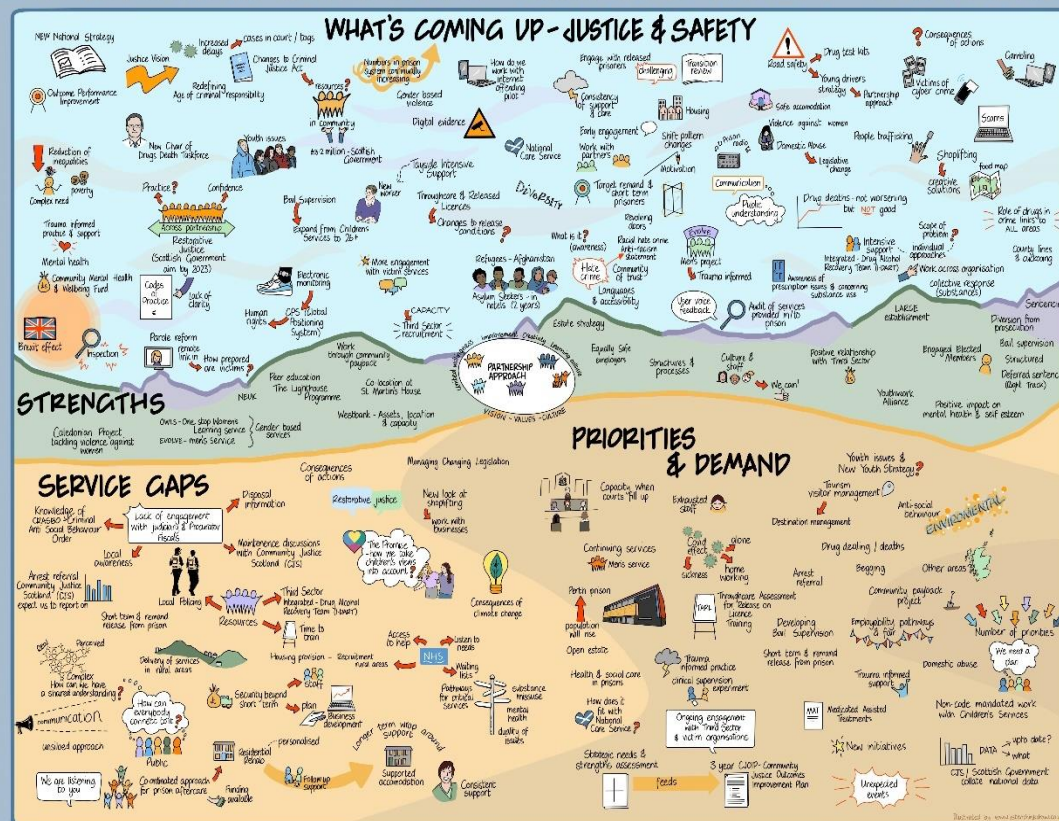 WHAT'S COMING UP - JUSTICE & SAFETY
NEW National Strategy
Outcome Performance
Improvement
Justice Vision
Increased
delays
cases in court / tags
Changes to Criminal
Justice Act
Redefining
Age of criminal responsibility
resources?
in community
Numbers in prison
system continually
increasing
Gender based
violence
How do we
work with
internet
offending
pilot
Digital evidence
Engage with released
prisoners
challenging
Transition
review
Consistency
of support
& care
Housing
Road safety
Drug test kits
Young drivers
strategy
Partnership
approach
? Consequences
of actions
Victims of
cyber crine
Gambling
Scams
New Chair of
Drugs Death Taskforce
Youth issues
Scottish
Government
National
Care Service
Early engagement
Work with
partners
Shift pattern
changes
Motivation
Prison
radio
Safe accomodation
Violence against women
Domestic Abuse
Legislative
change
People trafficking
Shoplifting
creative
solutions
food map
Reduction of
inequalities
poverty
Complex need
Practice?
Confidence
Across partnership
Restorative
Justice
(Scottish Government
aim by 2023)
Bail Supervision
Expand from Children's
Services to 26+
New
worker
Tayside Intensive
Support
Throughcare & Released
Licences
Changes to release
conditions?
DIVERSITY
Target remand &
short term
prisoners
Revolving
doors
Communication
Public
understanding
Drug deaths - not worsening
but NOT good
Role of drugs in
crime links to
ALL areas
Trauma informed
practice & support
Mental health
Community Mental Health
& Wellbeing Fund
Codes
of
Practice
Lack of
clarity
Electronic
monitoring
GPS (Global
Positioning
System)
Human
rights
More engagement
with victim services
CAPACITY
Third Sector
recruitment
Refugees - Afghanistan
Asylum Seekers - in
hotels (2 years)
What is it?
(awareness)
Hate
crime
Racial hate crime
Anti-racism
statement
Community
of trust
Languages
& accessibility
Evolve
Men's project
Trauma informed
User voice
feedback
Audit of services
provided in/to
prison
Awareness of
prescription issues & concerning
substance use
Intensive
support
Integrated - Drug Alcohol
Recovery Team (I-DART)
Scope of
problem?
individual
approaches
Work across organisation
collective response
(substances)
County lines
& cuckooing
Brexit effect
Inspection
Parole reform
remote
link in
How prepared
are victims?
STRENGTHS
Caledonian Project
tackling violence against
women
OWLS - One stop Womens
Learning service
EVOLVE - men's service
Gender based
services
Peer education
The Lighthouse
Programme
Work
through community
payback
Co-location at
St. Martin's House
Westbank - Assets, location
& capacity
PARTNERSHIP
APPROACH
VISION - VALUES - CULTURE
Estate strategy
Equally safe
employers
Structures &
processes
Culture &
staff
We can!
Positive relationship
with Third Sector
LARGE
establishment
Youthwork
Alliance
Engaged Elected
Members
Positive impact on
mental health & self esteem
Diversion from
prosecution
Bail supervision
Structured
Deferred sentence
SERVICE GAPS
Knowledge of
Criminal
Anti Social Behaviour
Order
Lack of engagement
with judiciary & Procurator
Fiscals
Disposal
information
Local
awareness
Maintenence discussions
with Community Justice
Scotland (CJS)
Arrest referral
Community Justice
Scotland (CJS)
expect us to report on
Local Policing
Resources
Third Sector
Integrated - Drug Alcohol
Recovery Team
Short term & remand
release from prison
Time to
train
Consequences
of actions
Restorative justice
Managing Changing Legislation
New look at
shoplifting
work with
businesses
The Promise
- how we take
children's views
into account?
Consequences of
climate change
Perceived
Complex
How can we have
a shared understanding?
Delivery of services
in rural areas
Housing provision - Recruitment
rural areas
staff
Security beyond
short term
plan
Business
development
Access
to help
NHS
Listen to
needs
Waiting
lists
Pathways
for critical
services
substance
misuse
mental
health
duality of
issues
communication
unsiloed approach
How can
everybody
connect
Public
We are listening
to you
Co-ordinated approach
for prison aftercare
Residential
Rehab
Funding
available
personalised
Follow up
support
Longer term wrap around
support
Supported
accomodation
Consistent
support
PRIORITIES
& DEMAND
Capacity when
courts fill up
Exhausted
staff
Covid
effect
alone
sickness
home
working
Continuing services
Mens service
Perth prison
population
will rise
Open estate
Throughcare Assessment
for Release on
Licence
Training
Health & social care in
prisons
How does it
fit with
National
Care Service?
Trauma
informed practice
clinical supervision
experiment
Ongoing engagement
with Third Sector
& victim organisations
Strategic needs &
strengths assessment
feeds
3 year CJOIP - Community
Justice Outcomes
Improvement Plan
Youth issues &
New Youth Strategy?
Tourism
visitor management
Destination management
Anti-social
behaviour
ENVIROMENTAL
Drug dealing / deaths
Arrest
referral
Begging
Other areas
Community payback
project
Developing
Bail Supervision
Employability pathways
& fair
Number of priorities
We need a
plan
Short term & remand
release from prison
Trauma informed
support
Domestic abuse
MAT
Medicated Assisted
Treatments
Non-code mandated work
with Children's Services
New initiatives
Unexpected
events
DATA
upto date?
what
CJS / Scottish Government
collate national data